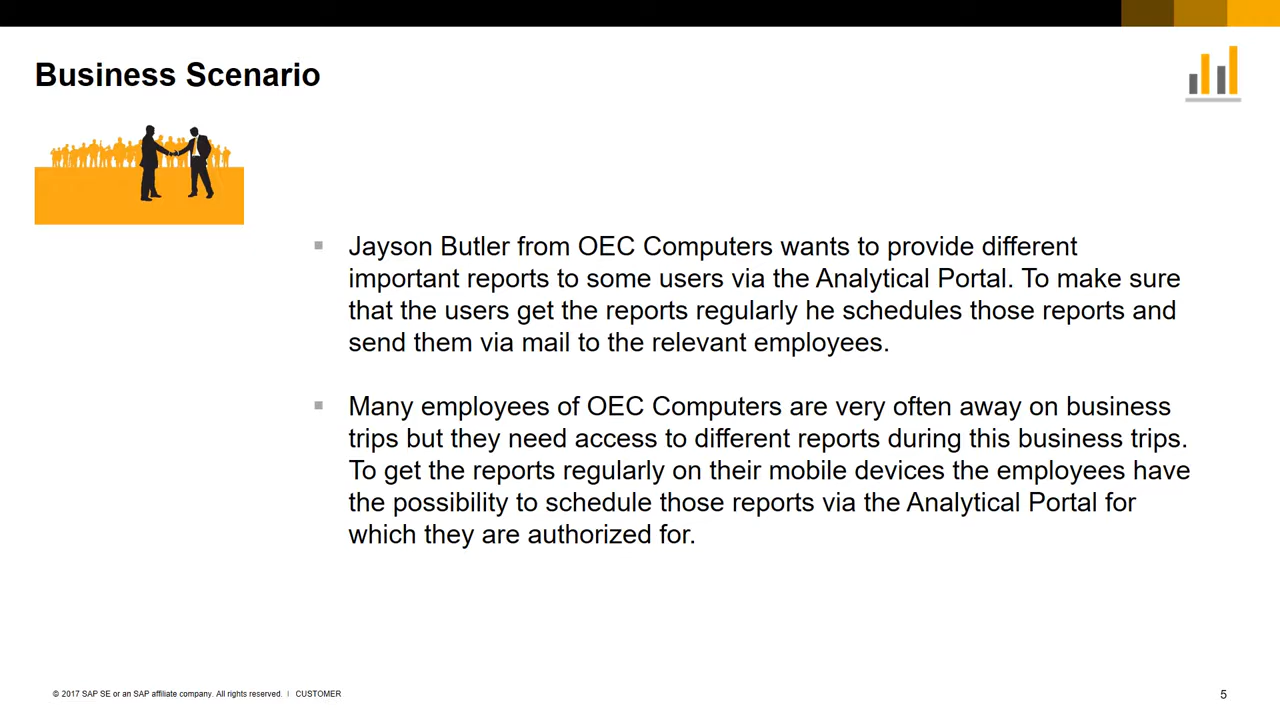 Business Scenario
Jayson Butler from OEC Computers wants to provide different
important reports to some users via the Analytical Portal. To make sure
that the users get the reports regularly he schedules those reports and
send them via mail to the relevant employees.
Many employees of OEC Computers are very often away on business
trips but they need access to different reports during this business trips.
To get the reports regularly on their mobile devices the employees have
the possibility to schedule those reports via the Analytical Portal for
which they are authorized for.
© 2017 SAP SE or an SAP affiliate company. All rights reserved. | CUSTOMER
5